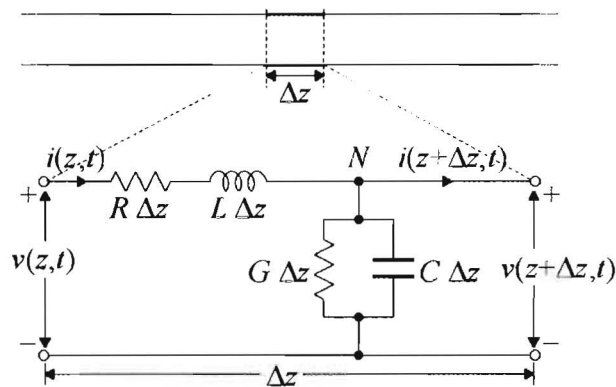 Δz
i(z,t) N i(z+Δz,t)
+ +
R Δz L Δz
v(z,t) G Δz C Δz v(z+Δz,t)
− −
Δz